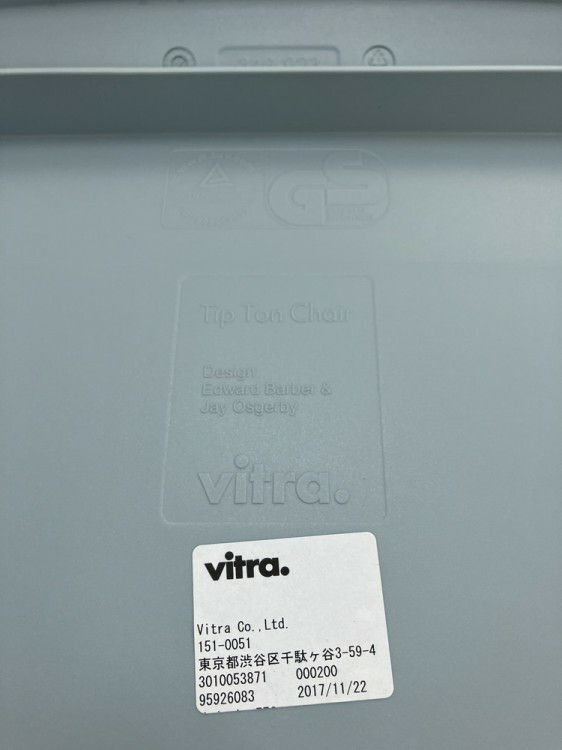 GS
Tip Ton Chair
Design
Edward Barber &
Jay Osgerby
vitra.
vitra.
Vitra Co.,Ltd.
151-0051
東京都渋谷区千駄ヶ谷3-59-4
3010053871 000200
95926083 2017/11/22